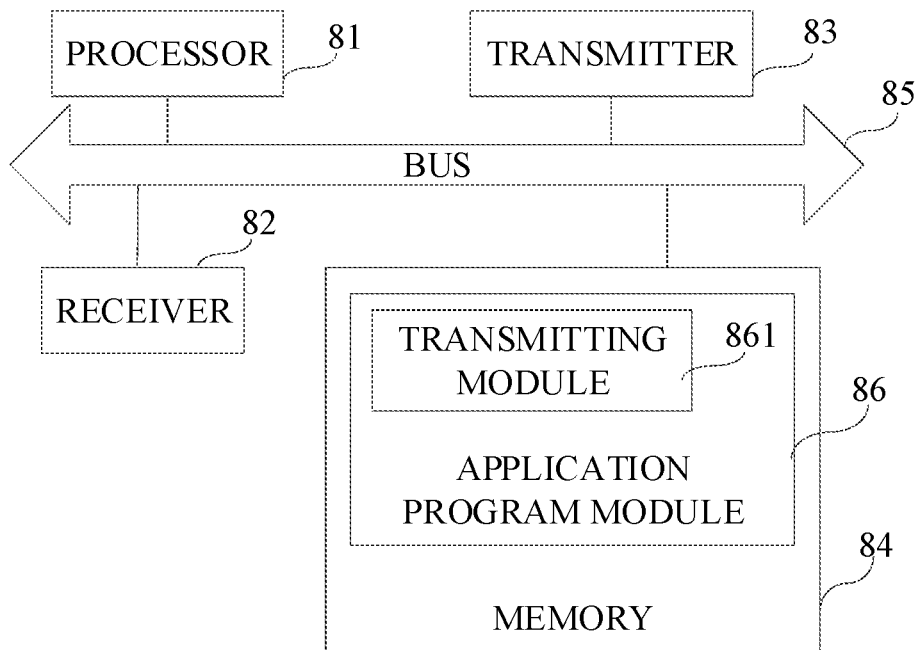 PROCESSOR
81
TRANSMITTER
83
85
BUS
82
RECEIVER
TRANSMITTING
MODULE
861
86
APPLICATION
PROGRAM MODULE
84
MEMORY